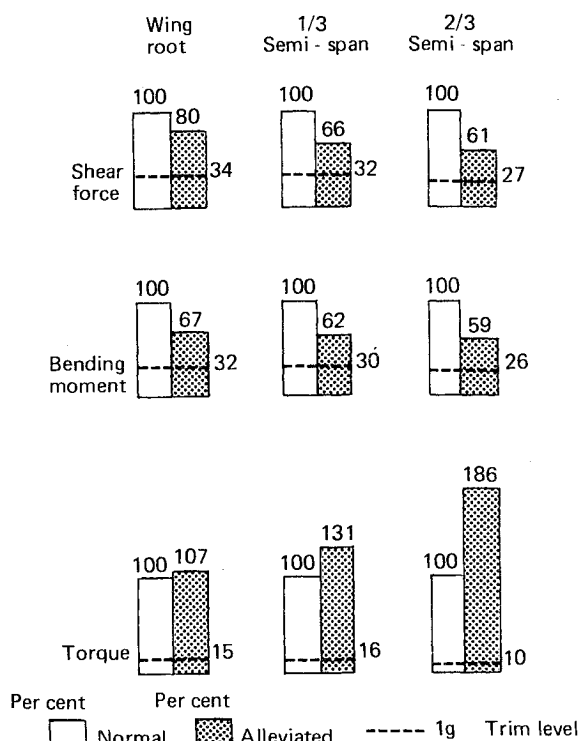 Wing root
1/3 Semi - span
2/3 Semi - span
100 80 100 66 100 61
Shear force 34 32 27
100 67 100 62 100 59
Bending moment 32 30 26
186
131
100 107 100 100
Torque 15 16 10
Per cent Per cent
Normal Alleviated 1g Trim level